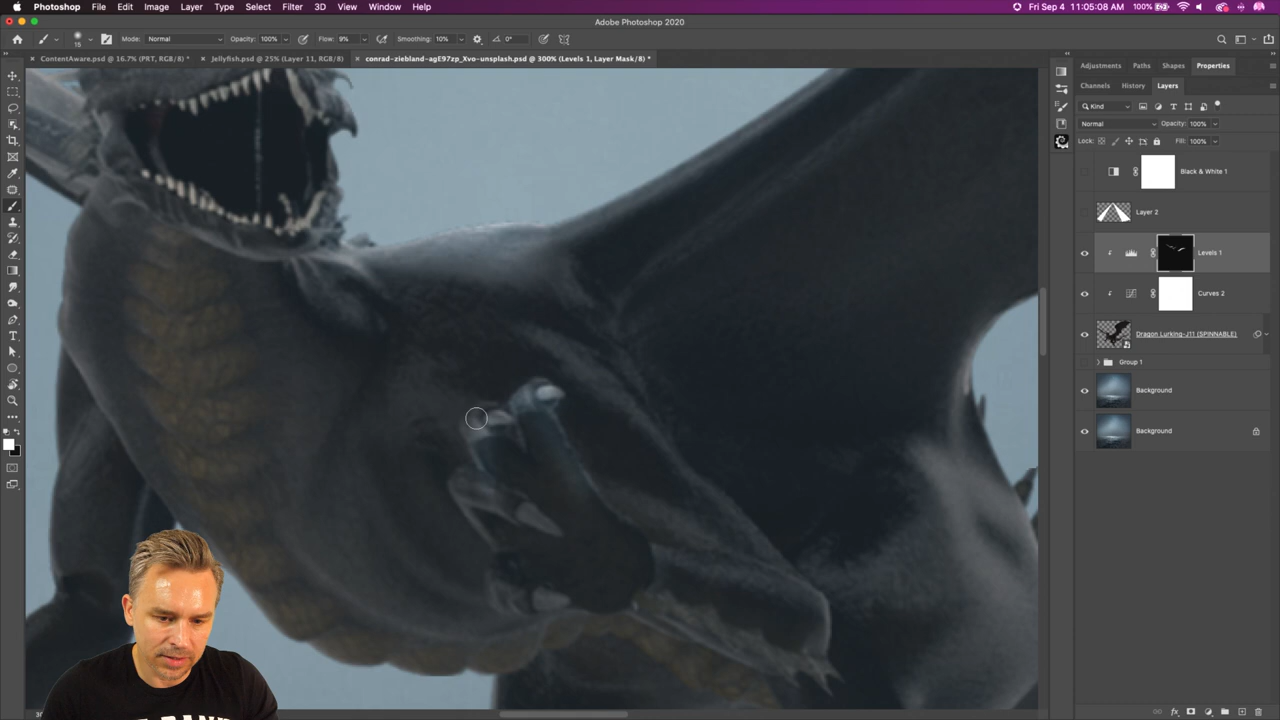 Photoshop File Edit Image Layer Type Select Filter 3D View Window Help 100% Fri Sep 4 11:05:08 AM
Adobe Photoshop 2020
15 Mode: Normal Opacity: 100% Flow: 9% Smoothing: 10% 0°
× ContentAware.psd @ 16.7% (PRT, RGB/8) * × Jellyfish.psd @ 25% (Layer 11, RGB/8) × conrad-ziebland-agE97zp_Xvo-unsplash.psd @ 300% (Levels 1, Layer Mask/8) *
Adjustments Paths Shapes Properties
Channels History Layers
Kind
Normal Opacity: 100%
Lock: Fill: 100%
Black & White 1
Layer 2
Levels 1
Curves 2
Dragon Lurking-J11 (SPINNABLE)
Group 1
Background
Background
fx